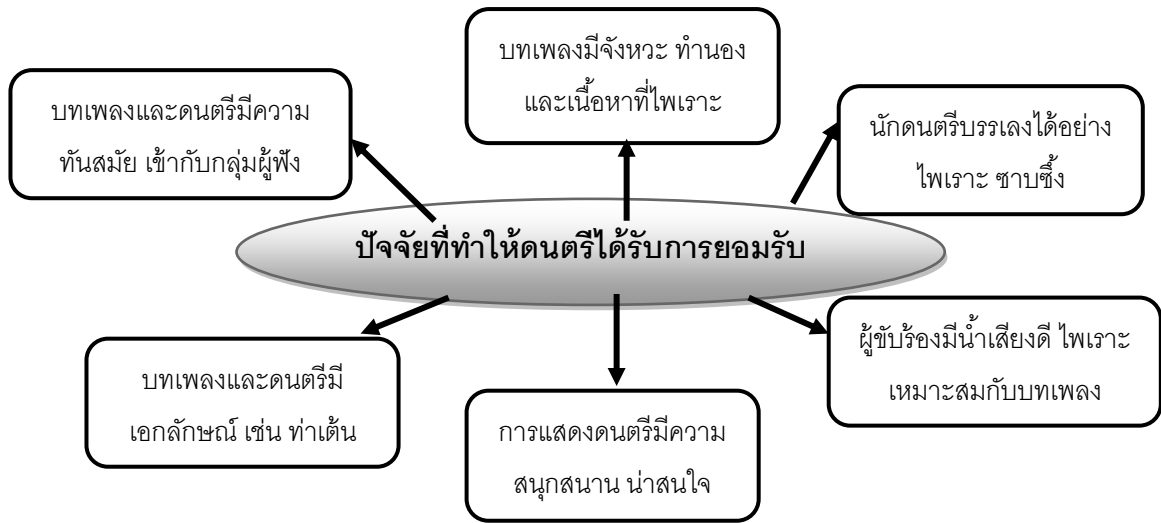 บทเพลงมีจังหวะ ทำนอง
และเนื้อหาที่ไพเราะ
บทเพลงและดนตรีมีความ
ทันสมัย เข้ากับกลุ่มผู้ฟัง
นักดนตรีบรรเลงได้อย่าง
ไพเราะ ซาบซึ้ง
ปัจจัยที่ทำให้ดนตรีได้รับการยอมรับ
บทเพลงและดนตรีมี
เอกลักษณ์ เช่น ท่าเต้น
การแสดงดนตรีมีความ
สนุกสนาน น่าสนใจ
ผู้ขับร้องมีน้ำเสียงดี ไพเราะ
เหมาะสมกับบทเพลง